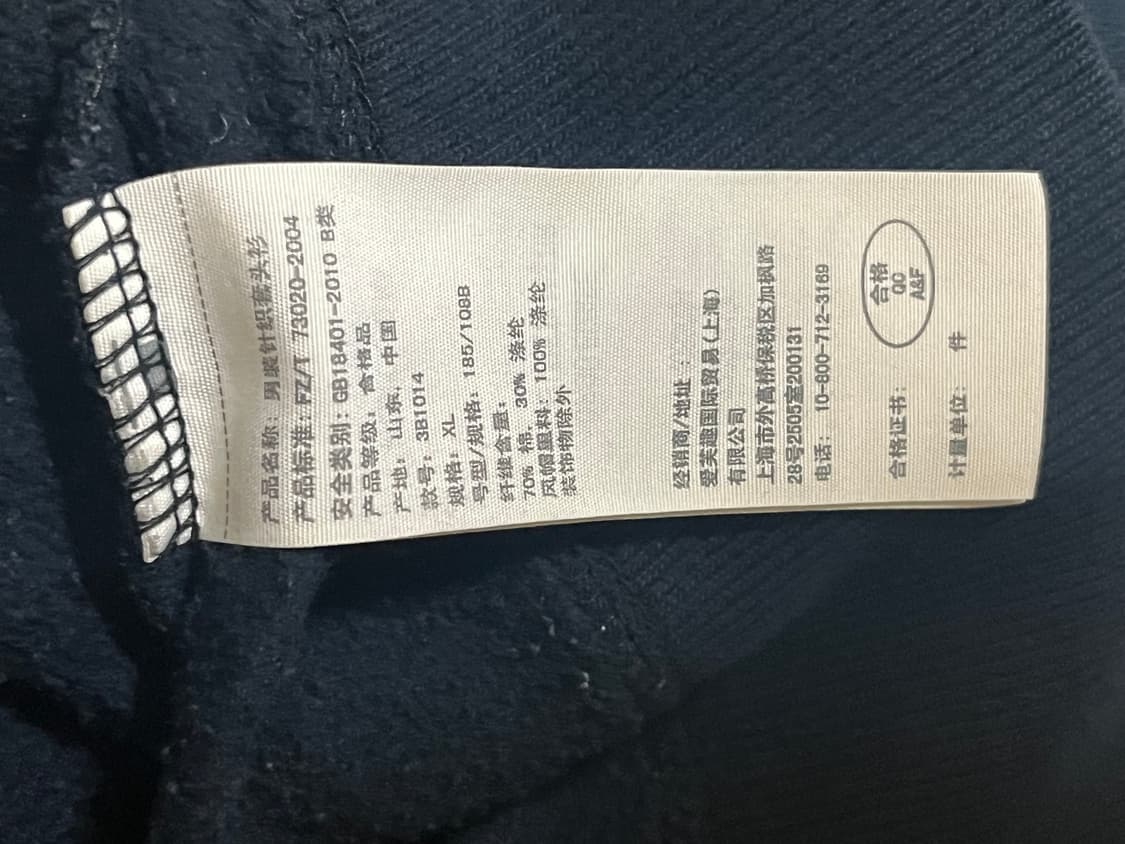 产品名称：男装针织套头衫
产品标准：FZ/T 73020-2004
安全类别：GB18401-2010 B类
产品等级：合格品
产地：山东，中国
款号：3B1014
规格：XL
号型/规格：185/108B
纤维含量：
70% 棉， 30% 涤纶
风帽里料：100% 涤纶
装饰物除外
经销商/地址：
爱芙趣国际贸易(上海)
有限公司
上海市外高桥保税区加枫路
28号2505室200131
电话： 10-800-712-3169
合格证书：
合格
QC
A&F
计量单位： 件